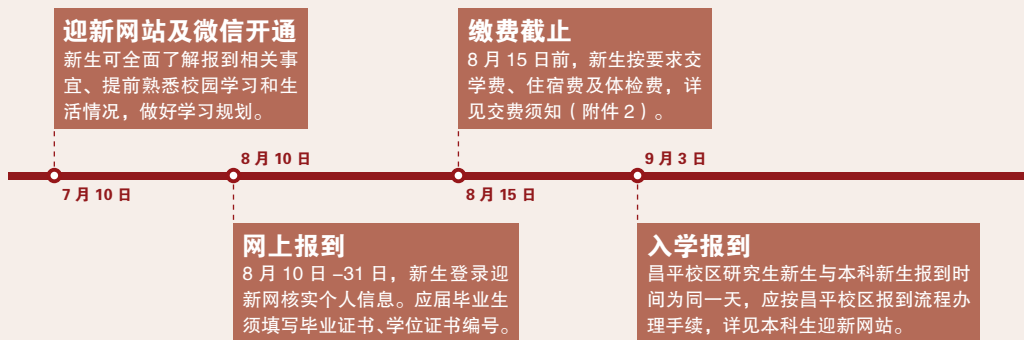 迎新网站及微信开通
新生可全面了解报到相关事
宜、提前熟悉校园学习和生
活情况，做好学习规划。
7 月 10 日
8 月 10 日
网上报到
8 月 10 日 –31 日，新生登录迎
新网核实个人信息。应届毕业生
须填写毕业证书、学位证书编号。
缴费截止
8 月 15 日前，新生按要求交
学费、住宿费及体检费，详
见交费须知（附件 2）。
8 月 15 日
9 月 3 日
入学报到
昌平校区研究生新生与本科新生报到时
间为同一天，应按昌平校区报到流程办
理手续，详见本科生迎新网站。